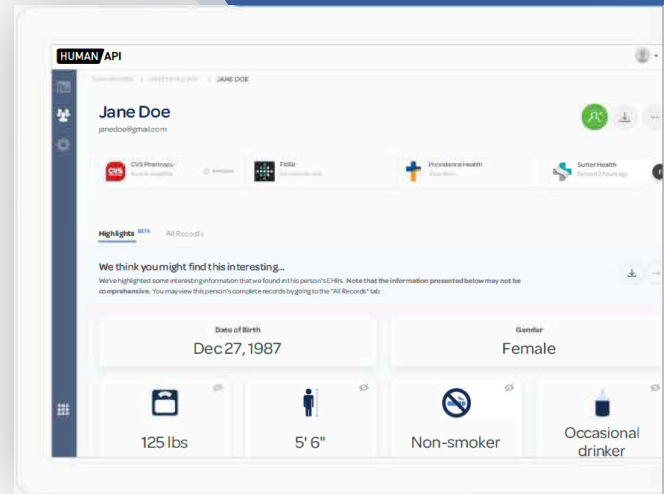 HUMAN API
JANE DOE
Jane Doe
janedoe@gmail.com
CVS Pharmacy
Fitbit
Providence Health
Sutter Health
Synced 2 hours ago
Highlights BETA All Records
We think you might find this interesting...
We've highlighted some interesting information that we found in this person's EHRs. Note that the information presented below may not be
comprehensive. You may view this person's complete records by going to the "All Records" tab
Date of Birth
Dec 27, 1987
Gender
Female
125 lbs
5' 6"
Non-smoker
Occasional
drinker